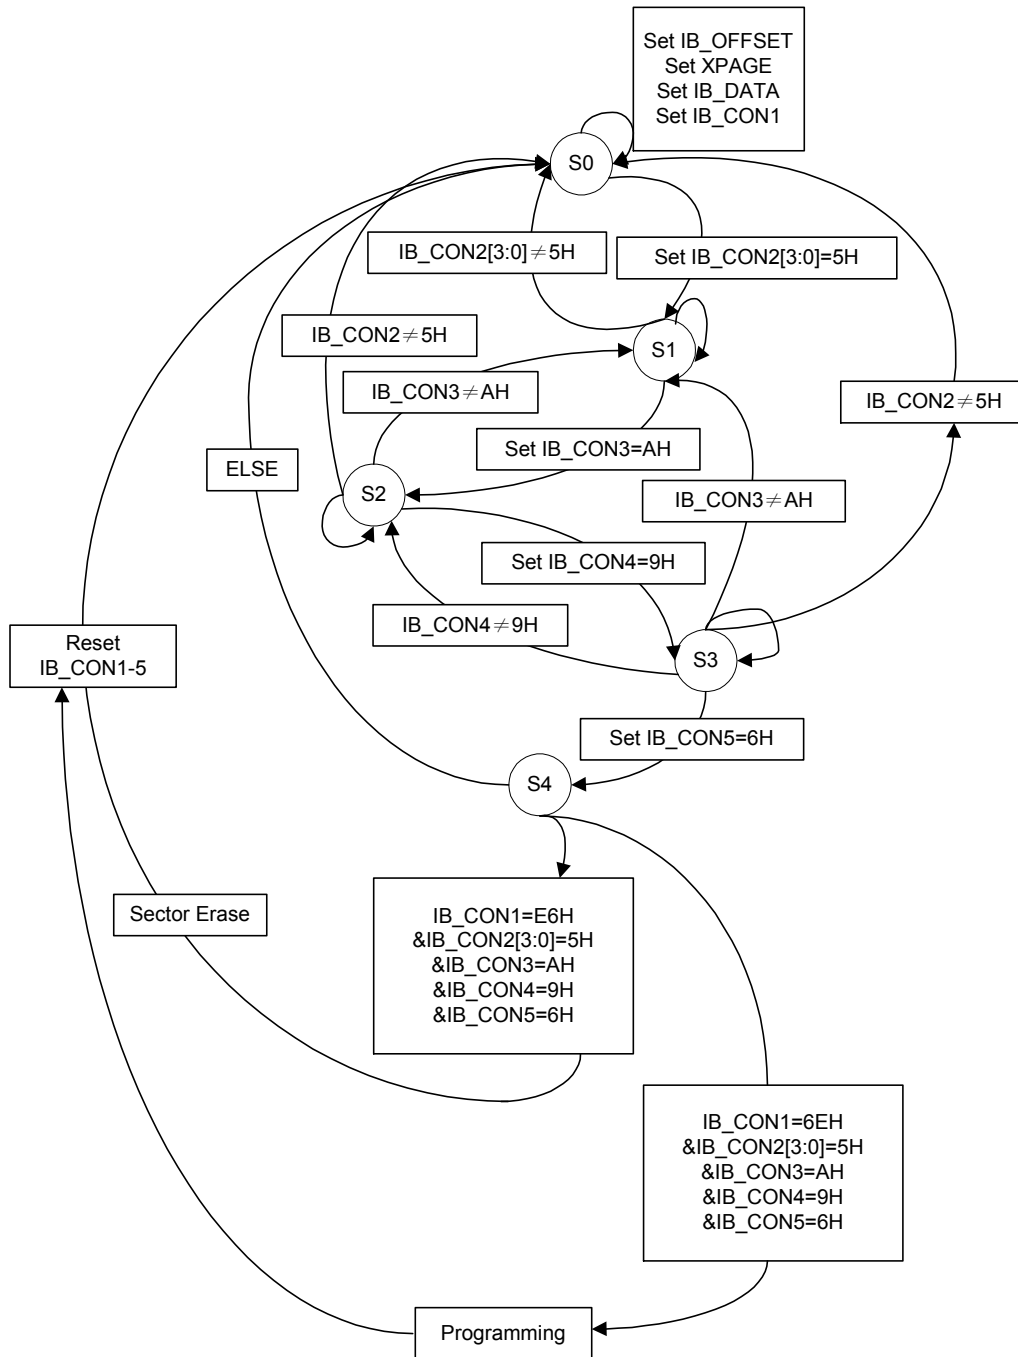 Set IB_OFFSET
Set XPAGE
Set IB_DATA
Set IB_CON1
S0
IB_CON2[3:0]≠5H
Set IB_CON2[3:0]=5H
IB_CON2≠5H
S1
IB_CON3≠AH
IB_CON2≠5H
Set IB_CON3=AH
ELSE
S2
IB_CON3≠AH
Set IB_CON4=9H
IB_CON4≠9H
Reset
IB_CON1-5
S3
Set IB_CON5=6H
S4
Sector Erase
IB_CON1=E6H
&IB_CON2[3:0]=5H
&IB_CON3=AH
&IB_CON4=9H
&IB_CON5=6H
IB_CON1=6EH
&IB_CON2[3:0]=5H
&IB_CON3=AH
&IB_CON4=9H
&IB_CON5=6H
Programming